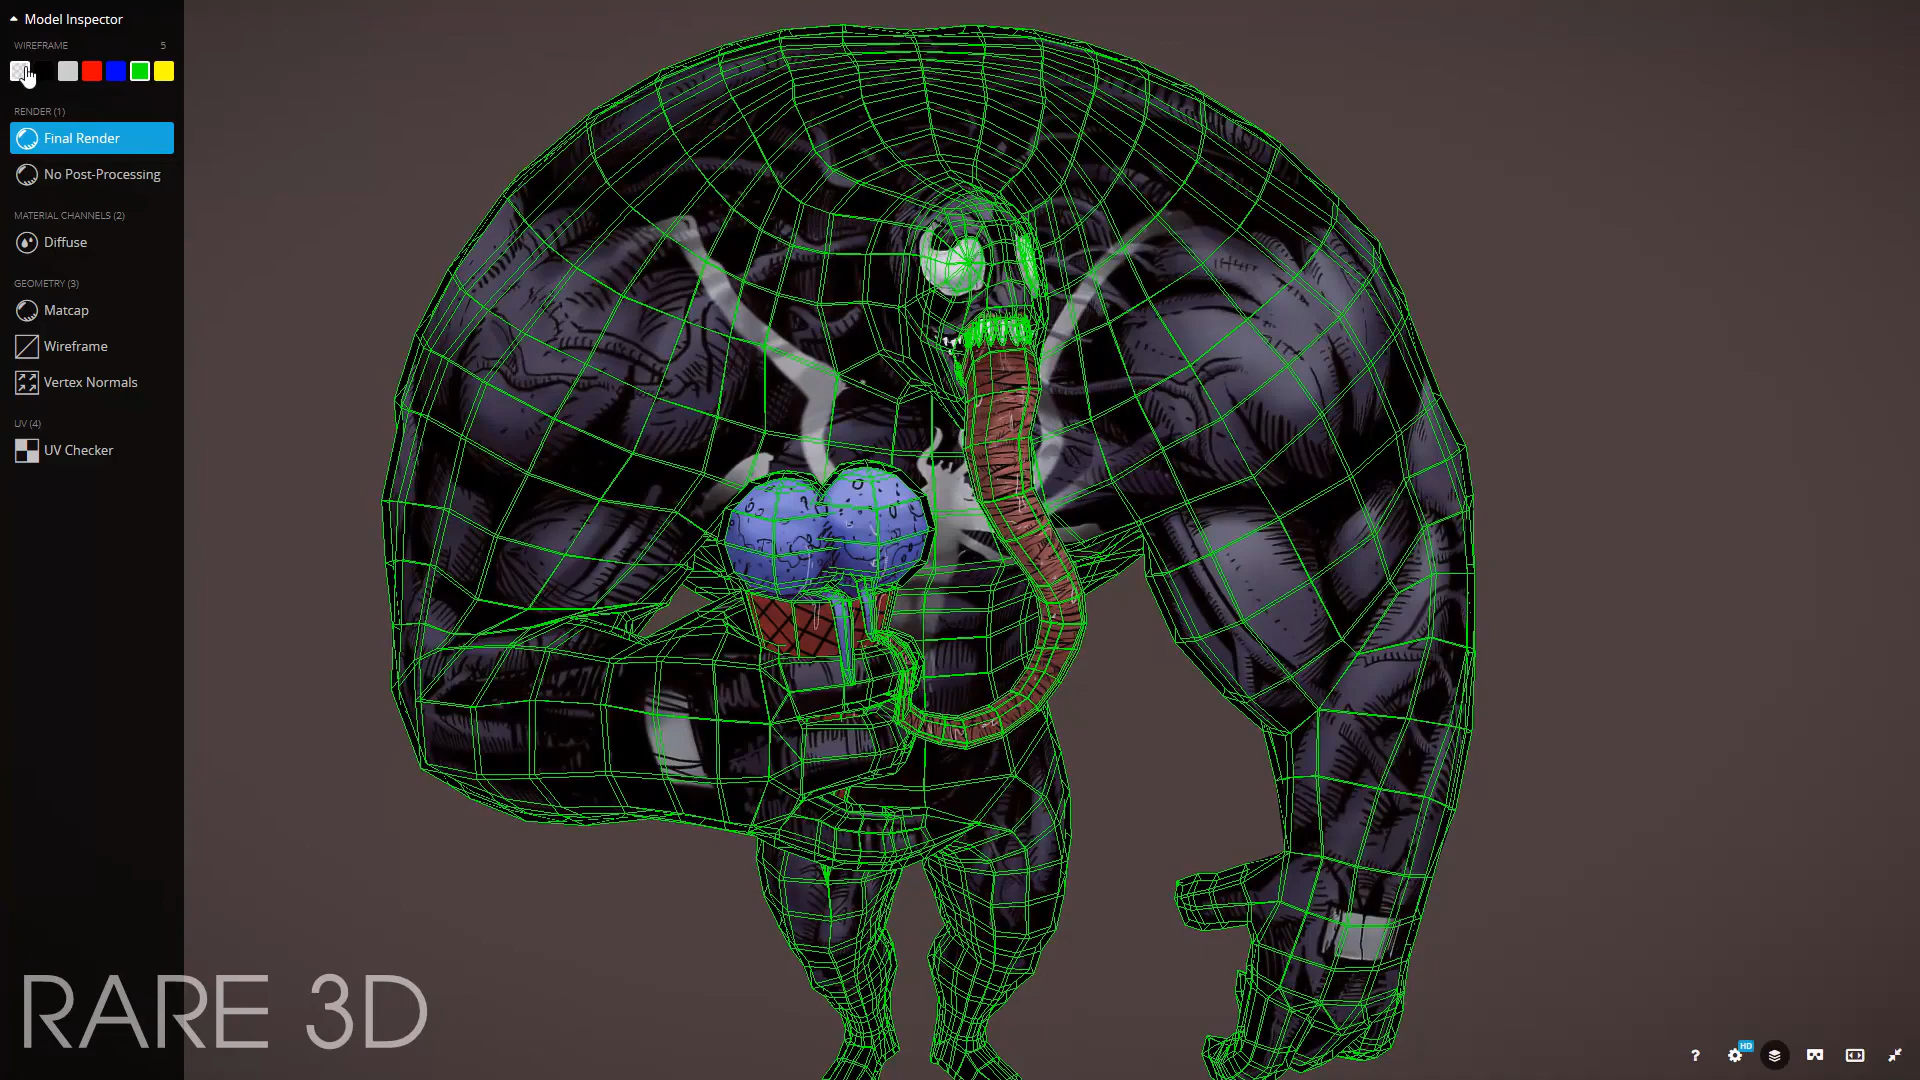 Model Inspector
WIREFRAME 5
RENDER (1)
Final Render
No Post-Processing
MATERIAL CHANNELS (2)
Diffuse
GEOMETRY (3)
Matcap
Wireframe
Vertex Normals
UV (4)
UV Checker
RARE 3D
? HD